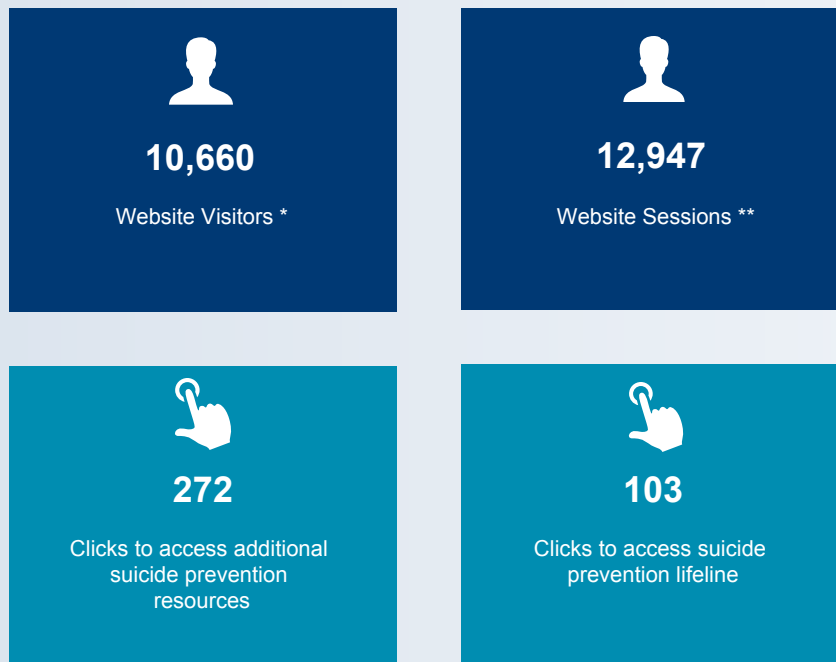 10,660
Website Visitors *
12,947
Website Sessions **
272
Clicks to access additional
suicide prevention
resources
103
Clicks to access suicide
prevention lifeline